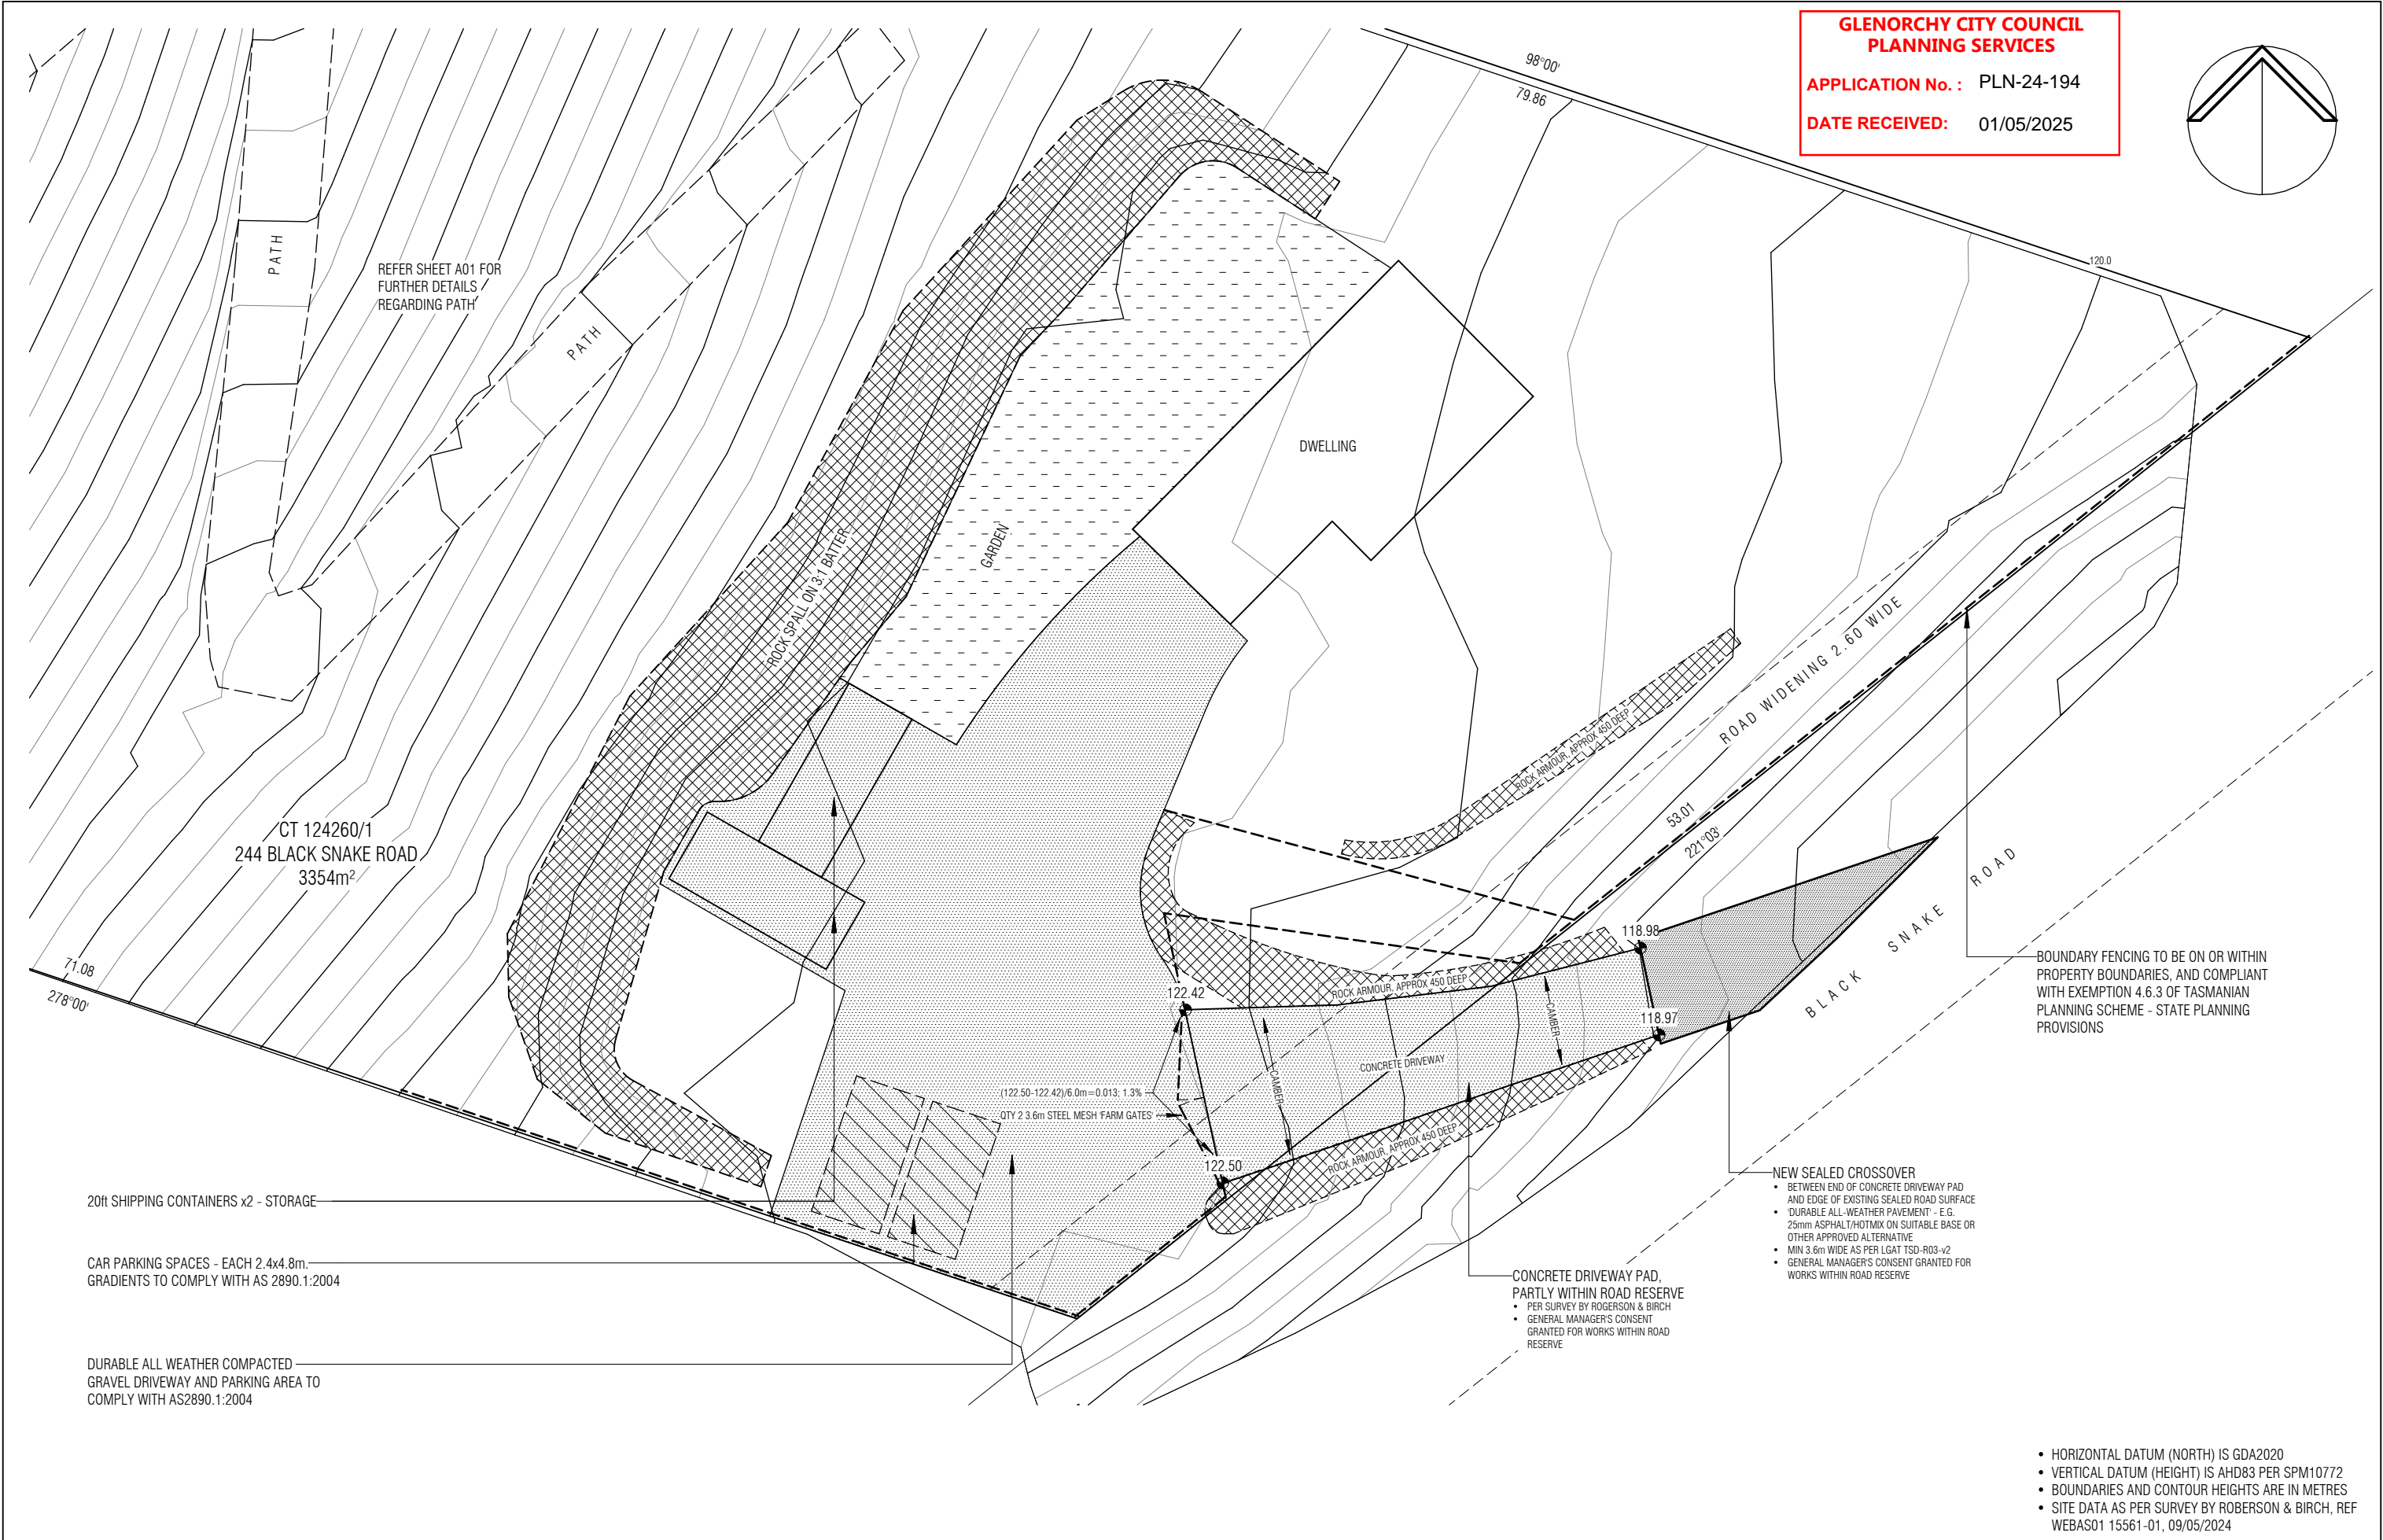 GLENORCHY CITY COUNCIL
PLANNING SERVICES
APPLICATION No. : PLN-24-194
DATE RECEIVED: 01/05/2025
98°00'
79.86
120.0
PATH
REFER SHEET A01 FOR
FURTHER DETAILS
REGARDING PATH
PATH
DWELLING
GARDEN
ROCK SPALL ON 3:1 BATTER
ROAD WIDENING 2.60 WIDE
ROCK ARMOUR, APPROX 450 DEEP
53.01
221°03'
CT 124260/1
244 BLACK SNAKE ROAD
3354m²
71.08
278°00'
118.98
118.97
122.42
122.50
ROCK ARMOUR, APPROX 450 DEEP
CAMBER
CAMBER
CONCRETE DRIVEWAY
ROCK ARMOUR, APPROX 450 DEEP
(122.50-122.42)/6.0m=0.013; 1.3%
QTY 2 3.6m STEEL MESH 'FARM GATES'
BLACK SNAKE ROAD
BOUNDARY FENCING TO BE ON OR WITHIN
PROPERTY BOUNDARIES, AND COMPLIANT
WITH EXEMPTION 4.6.3 OF TASMANIAN
PLANNING SCHEME - STATE PLANNING
PROVISIONS
NEW SEALED CROSSOVER
• BETWEEN END OF CONCRETE DRIVEWAY PAD
AND EDGE OF EXISTING SEALED ROAD SURFACE
• 'DURABLE ALL-WEATHER PAVEMENT' - E.G.
25mm ASPHALT/HOTMIX ON SUITABLE BASE OR
OTHER APPROVED ALTERNATIVE
• MIN 3.6m WIDE AS PER LGAT TSD-R03-v2
• GENERAL MANAGER'S CONSENT GRANTED FOR
WORKS WITHIN ROAD RESERVE
CONCRETE DRIVEWAY PAD,
PARTLY WITHIN ROAD RESERVE
• PER SURVEY BY ROGERSON & BIRCH
• GENERAL MANAGER'S CONSENT
GRANTED FOR WORKS WITHIN ROAD
RESERVE
20ft SHIPPING CONTAINERS x2 - STORAGE
CAR PARKING SPACES - EACH 2.4x4.8m.
GRADIENTS TO COMPLY WITH AS 2890.1:2004
DURABLE ALL WEATHER COMPACTED
GRAVEL DRIVEWAY AND PARKING AREA TO
COMPLY WITH AS2890.1:2004
• HORIZONTAL DATUM (NORTH) IS GDA2020
• VERTICAL DATUM (HEIGHT) IS AHD83 PER SPM10772
• BOUNDARIES AND CONTOUR HEIGHTS ARE IN METRES
• SITE DATA AS PER SURVEY BY ROBERSON & BIRCH, REF
WEBAS01 15561-01, 09/05/2024